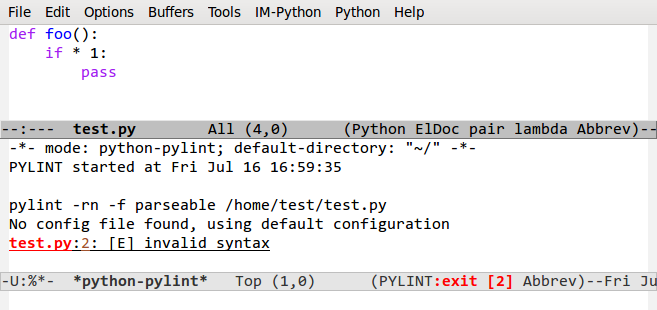 File Edit Options Buffers Tools IM-Python Python Help
def foo():
    if * 1:
        pass
--:---  test.py        All (4,0)      (Python ElDoc pair lambda Abbrev)--
-*- mode: python-pylint; default-directory: "~/" -*-
PYLINT started at Fri Jul 16 16:59:35
pylint -rn -f parseable /home/test/test.py
No config file found, using default configuration
test.py:2: [E] invalid syntax
-U:%*-  *python-pylint*   Top (1,0)      (PYLINT:exit [2] Abbrev)--Fri Ju